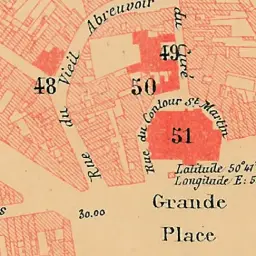 Rue du Vieil Abreuvoir
du Curé
49
48
50
Rue du Contour St. Martin
51
Latitude 50°41
Longitude E: 5
Grande
Place
30.00
s